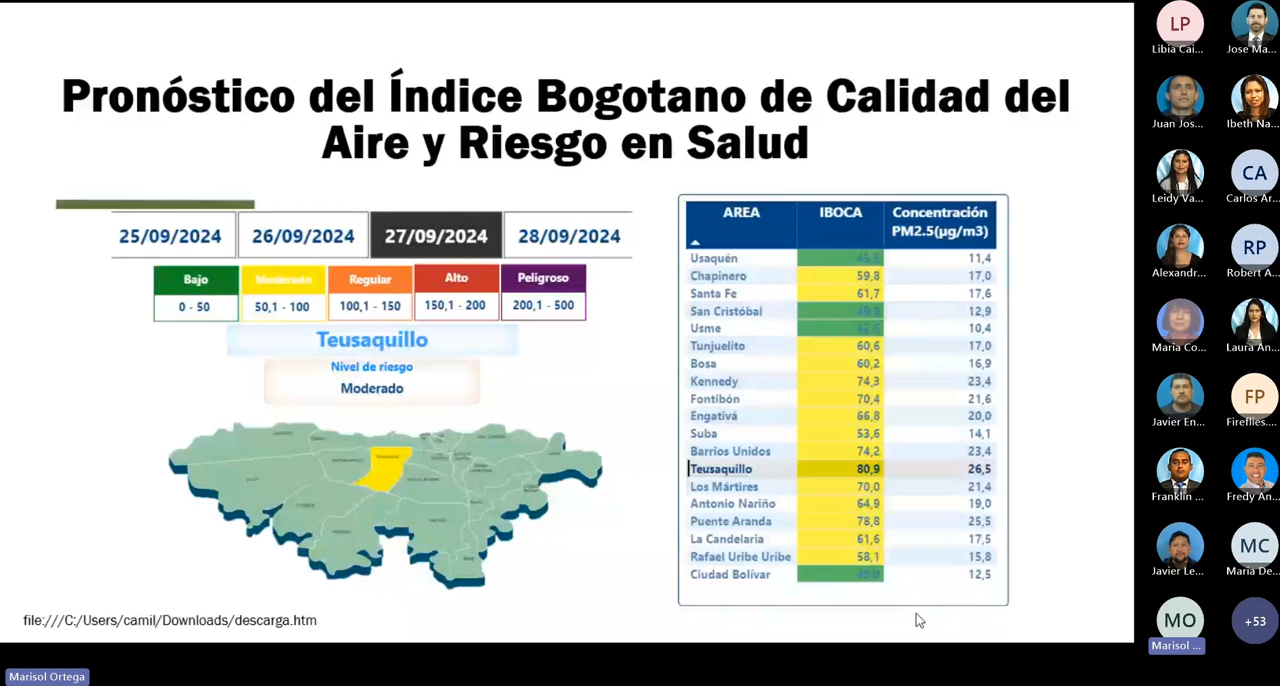 Pronóstico del Índice Bogotano de Calidad del
Aire y Riesgo en Salud
25/09/2024 26/09/2024 27/09/2024 28/09/2024
Bajo Moderado Regular Alto Peligroso
0 - 50 50,1 - 100 100,1 - 150 150,1 - 200 200,1 - 500
Teusaquillo
Nivel de riesgo
Moderado
AREA IBOCA Concentración
PM2.5(µg/m3)
Usaquén 11,4
Chapinero 59,8 17,0
Santa Fe 61,7 17,6
San Cristóbal 12,9
Usme 10,4
Tunjuelito 60,6 17,0
Bosa 60,2 16,9
Kennedy 74,3 23,4
Fontibón 70,4 21,6
Engativá 66,8 20,0
Suba 53,6 14,1
Barrios Unidos 74,2 23,4
Teusaquillo 80,9 26,5
Los Mártires 70,0 21,4
Antonio Nariño 64,9 19,0
Puente Aranda 78,8 25,5
La Candelaria 61,6 17,5
Rafael Uribe Uribe 58,1 15,8
Ciudad Bolívar 12,5
file:///C:/Users/camil/Downloads/descarga.htm
Marisol Ortega
LP
Libia Cai... Jose Ma...
Juan Jos... Ibeth Na...
CA
Leidy Va... Carlos Ar...
RP
Alexandr... Robert A...
Maria Co... Laura An...
FP
Javier En... Fireflies....
Franklin ... Fredy An...
MC
Javier Le... Maria De...
MO +53
Marisol ...